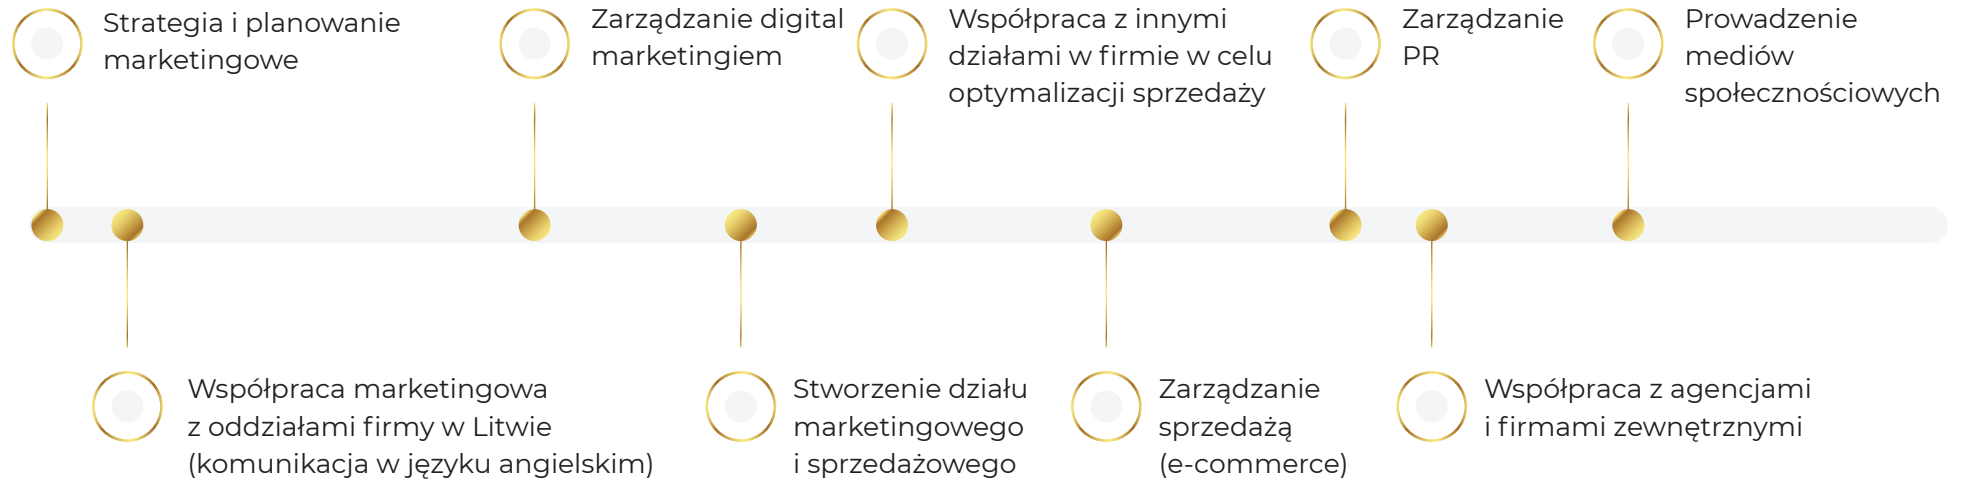 Strategia i planowanie
marketingowe
Zarządzanie digital
marketingiem
Współpraca z innymi
działami w firmie w celu
optymalizacji sprzedaży
Zarządzanie
PR
Prowadzenie
mediów
społecznościowych
Współpraca marketingowa
z oddziałami firmy w Litwie
(komunikacja w języku angielskim)
Stworzenie działu
marketingowego
i sprzedażowego
Zarządzanie
sprzedażą
(e-commerce)
Współpraca z agencjami
i firmami zewnętrznymi